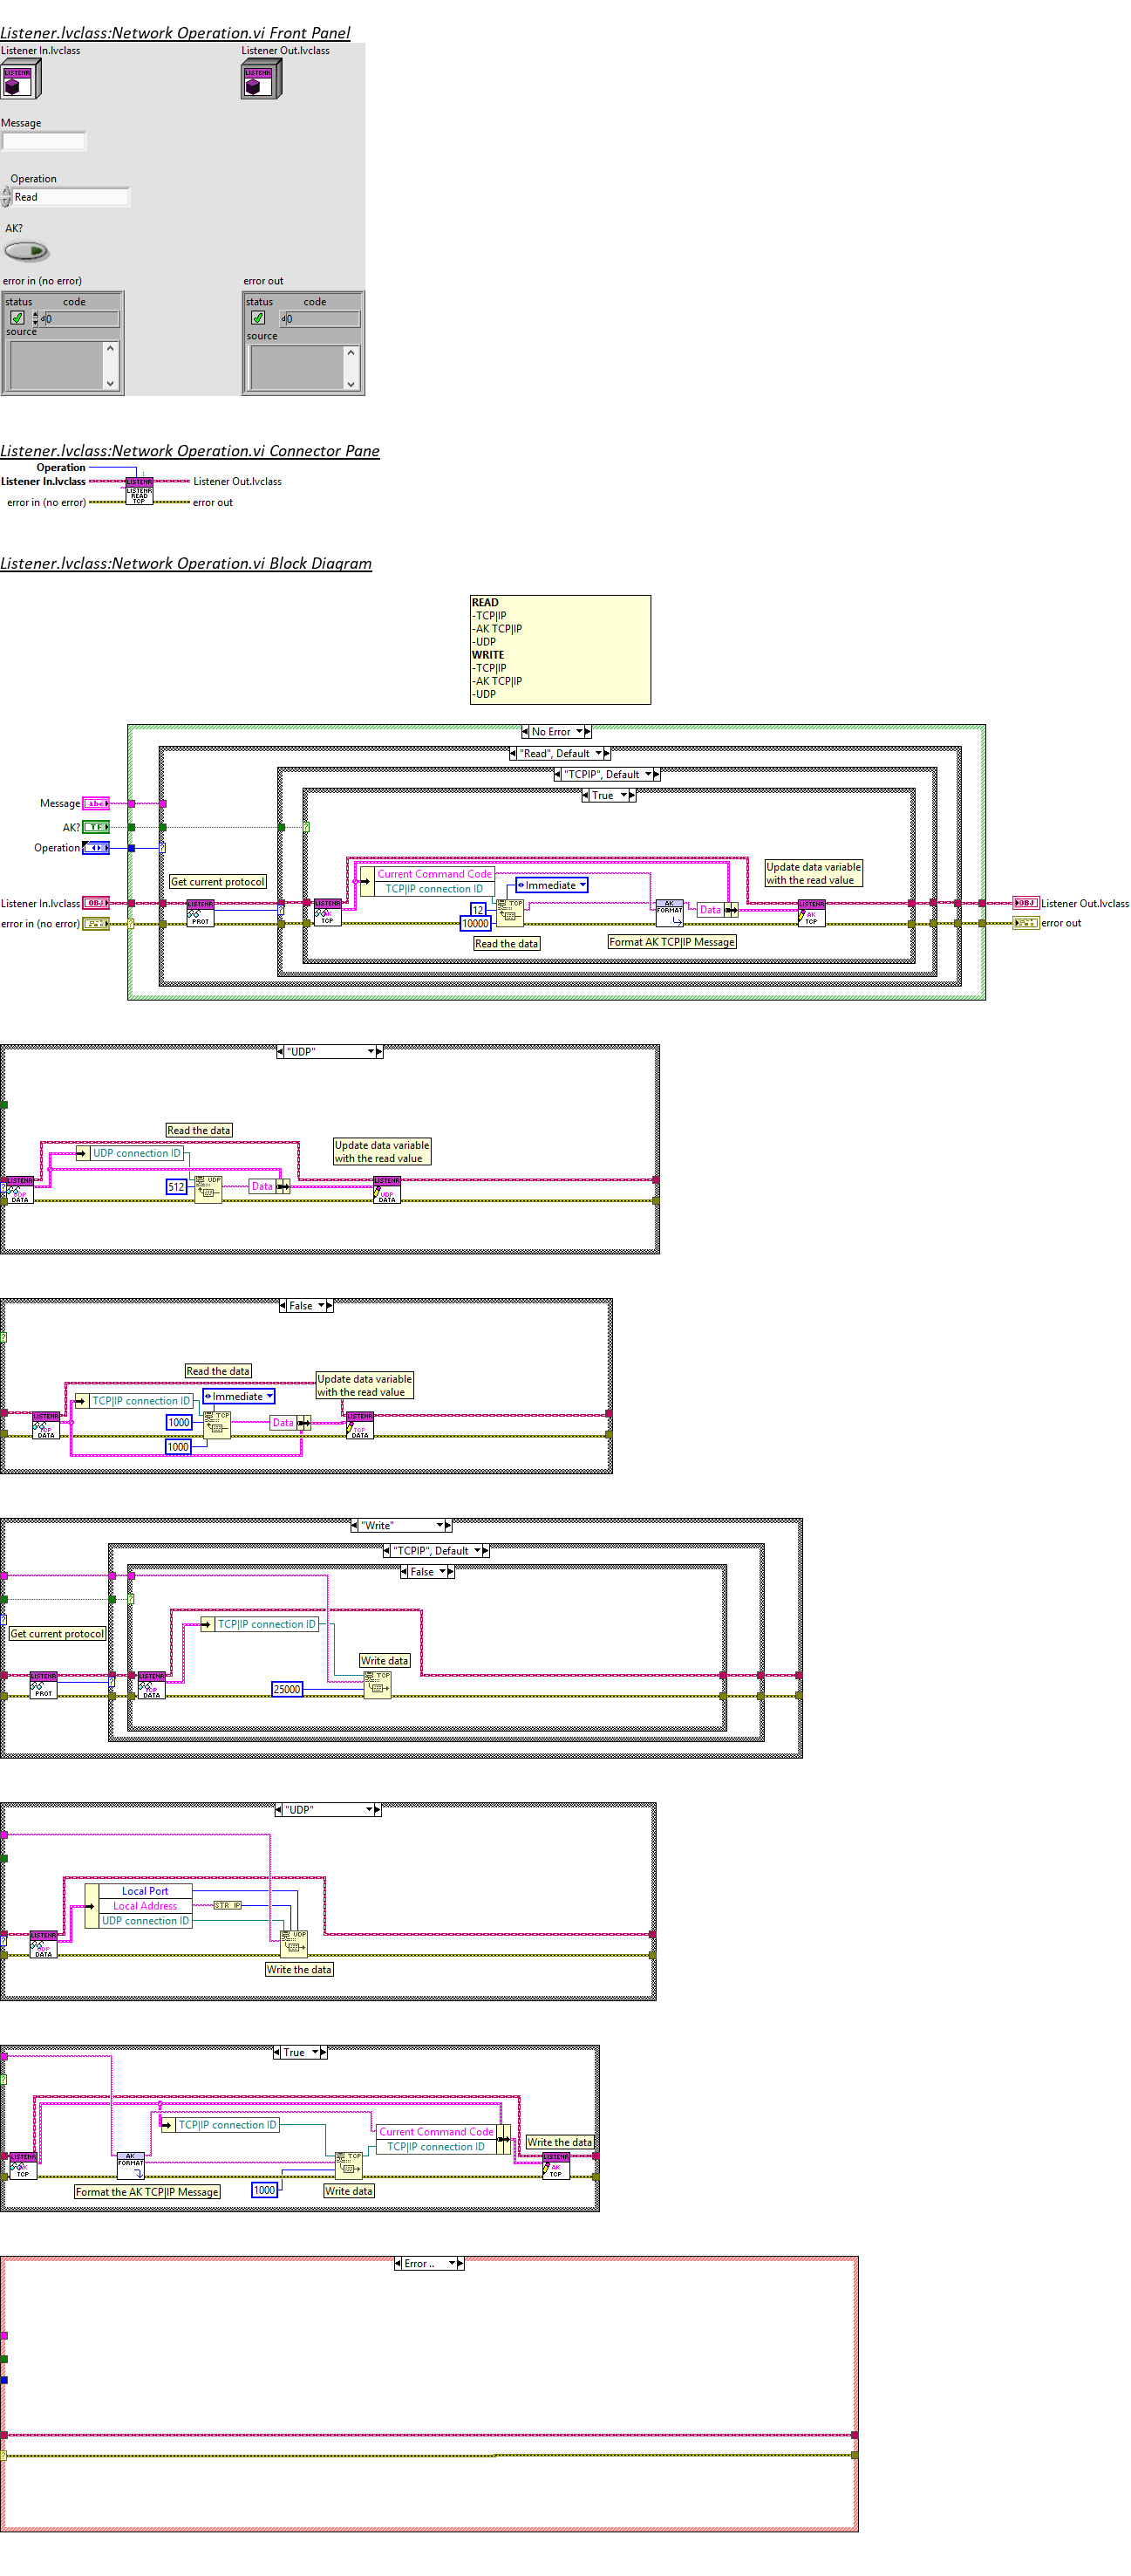 Listener.lvclass:Network Operation.vi Front Panel
Listener In.lvclass
Listener Out.lvclass
LISTENR
LISTENR
Message
Operation
Read
AK?
error in (no error)
error out
status code
0
source
status code
0
source
Listener.lvclass:Network Operation.vi Connector Pane
Operation
Listener In.lvclass
Listener Out.lvclass
error in (no error)
error out
LISTENR
LISTENR
READ
TCP
Listener.lvclass:Network Operation.vi Block Diagram
READ
-TCP|IP
-AK TCP|IP
-UDP
WRITE
-TCP|IP
-AK TCP|IP
-UDP
No Error
"Read", Default
"TCPIP", Default
True
Message
abc
AK?
TF
Operation
Get current protocol
Current Command Code
TCP|IP connection ID
Immediate
Update data variable
with the read value
Listener In.lvclass
OBJ
LISTENR
PROT
LISTENR
AK
TCP
12
10000
TCP
AK
FORMAT
Data
LISTENR
AK
TCP
OBJ
Listener Out.lvclass
error in (no error)
error out
Read the data
Format AK TCP|IP Message
"UDP"
Read the data
Update data variable
with the read value
UDP connection ID
LISTENR
UDP
DATA
512
UDP
Data
LISTENR
UDP
DATA
False
Read the data
Update data variable
with the read value
TCP|IP connection ID
Immediate
LISTENR
TCP
DATA
1000
1000
TCP
Data
LISTENR
TCP
DATA
"Write"
"TCPIP", Default
False
TCP|IP connection ID
Get current protocol
Write data
LISTENR
PROT
LISTENR
TCP
DATA
25000
TCP
"UDP"
Local Port
Local Address
STR IP
UDP connection ID
LISTENR
UDP
DATA
UDP
Write the data
True
TCP|IP connection ID
Current Command Code
TCP|IP connection ID
Write the data
LISTENR
AK
TCP
AK
FORMAT
TCP
LISTENR
AK
TCP
Format the AK TCP|IP Message
1000
Write data
Error ..